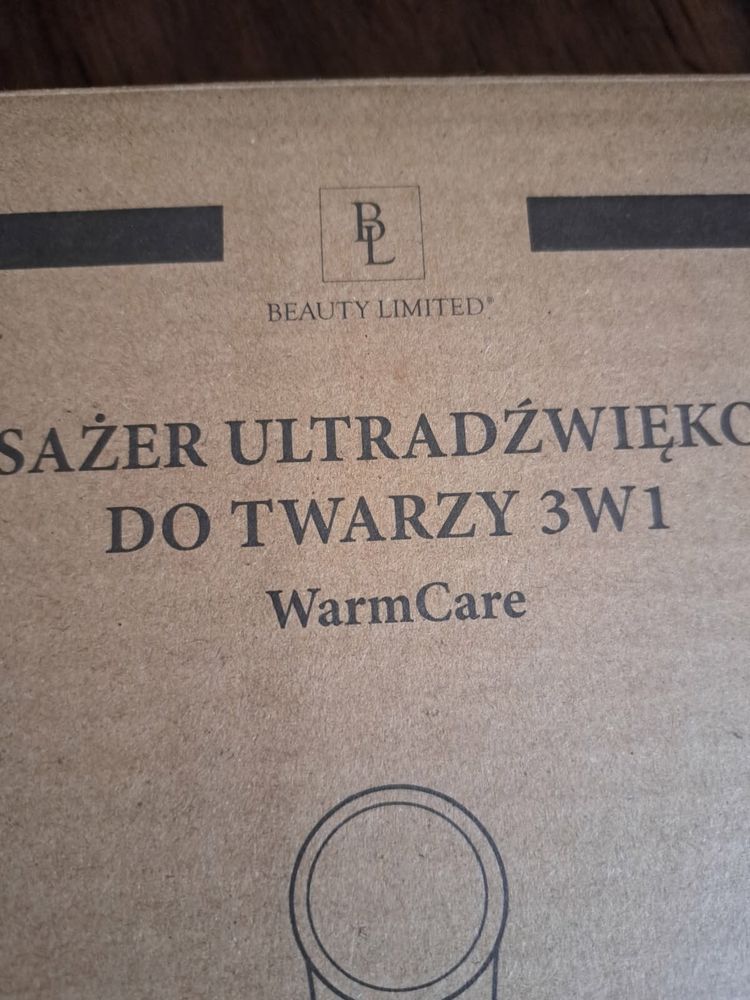 BL
BEAUTY LIMITED®
SAŻER ULTRADŹWIĘKO
DO TWARZY 3W1
WarmCare